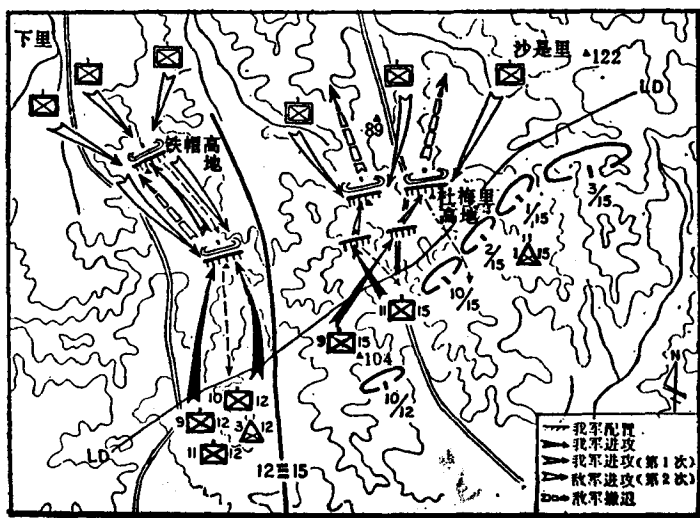 下里
沙是里
122
LD
89
铁帽高
地
杜梅里
高地
3/15
1/15
2/15
1 11 15
10/15
11 15
9 15
104
10/12
N
10 12
9 12
3 12
11 12
LD
12 15
我军配置
我军进攻
我军进攻(第1次)
敌军进攻(第2次)
敌军撤退